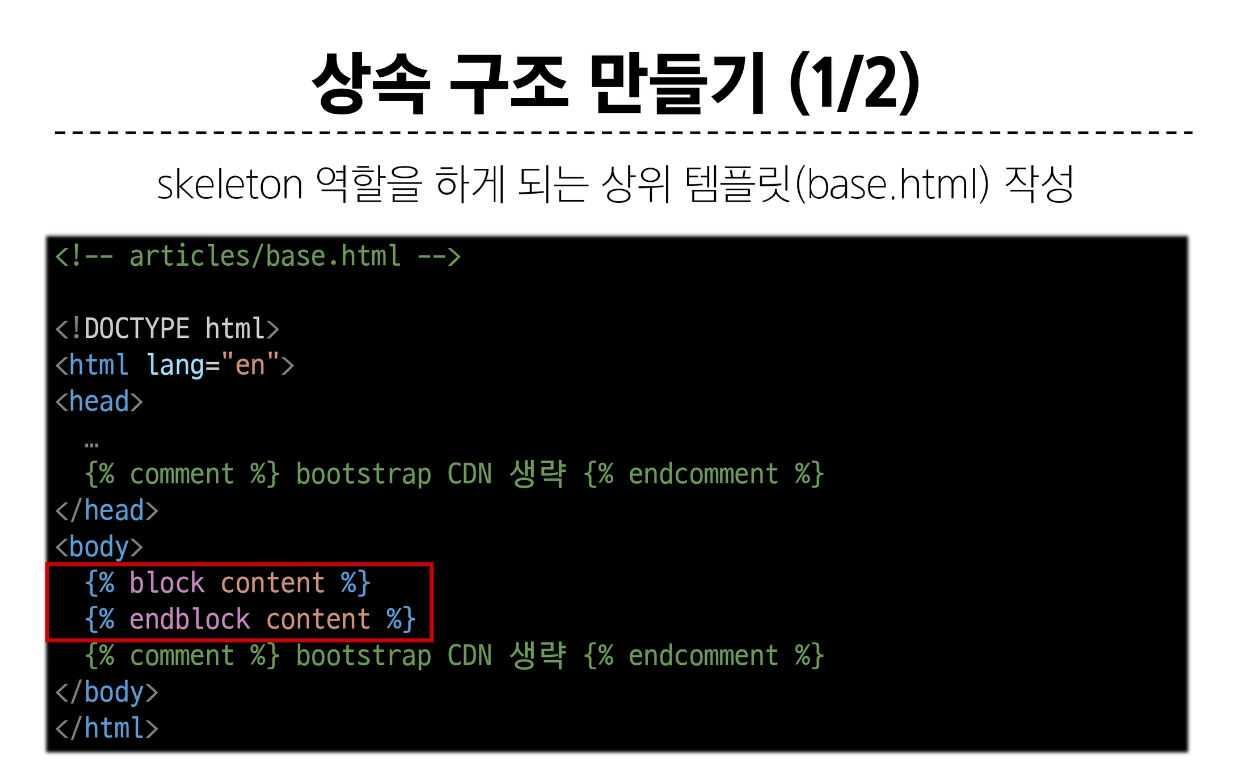 상속 구조 만들기 (1/2)
skeleton 역할을 하게 되는 상위 템플릿(base.html) 작성
<!-- articles/base.html -->
<!DOCTYPE html>
<html lang="en">
<head>
  …
  {% comment %} bootstrap CDN 생략 {% endcomment %}
</head>
<body>
  {% block content %}
  {% endblock content %}
  {% comment %} bootstrap CDN 생략 {% endcomment %}
</body>
</html>